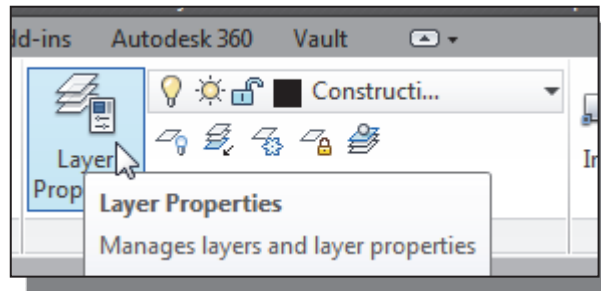 dd-ins Autodesk 360 Vault
Constructi...
Layer
Prop
Layer Properties
Manages layers and layer properties